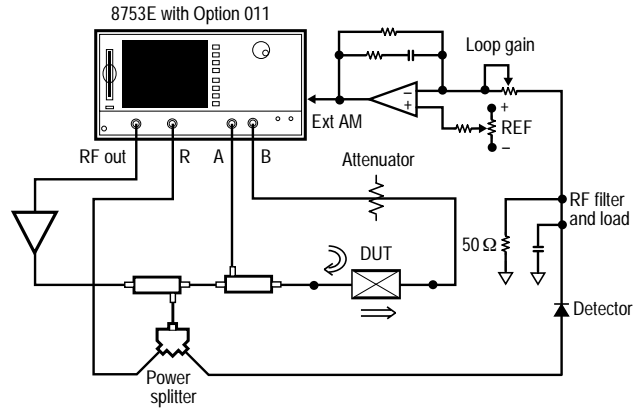 8753E with Option 011
Loop gain
Ext AM
+
REF
–
–
+
RF out
R
A
B
Attenuator
RF filter
and load
50 Ω
DUT
Detector
Power
splitter